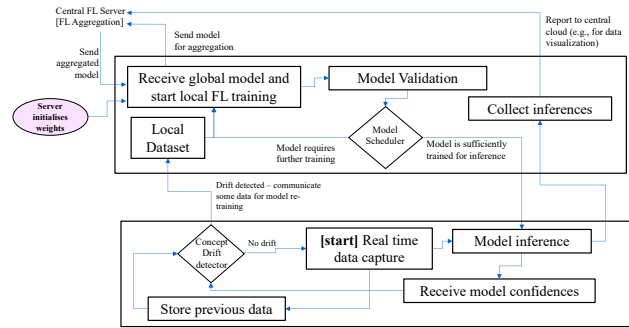 Central FL Server
[FL Aggregation]
Send
aggregated
model
Send model
for aggregation
Report to central
cloud (e.g., for data
visualization)
Server
initialises
weights
Receive global model and
start local FL training
Model Validation
Collect inferences
Local
Dataset
Model
Scheduler
Model requires
further training
Model is sufficiently
trained for inference
Drift detected – communicate
some data for model re-
training
Concept
Drift
detector
No drift
[start] Real time
data capture
Model inference
Receive model confidences
Store previous data